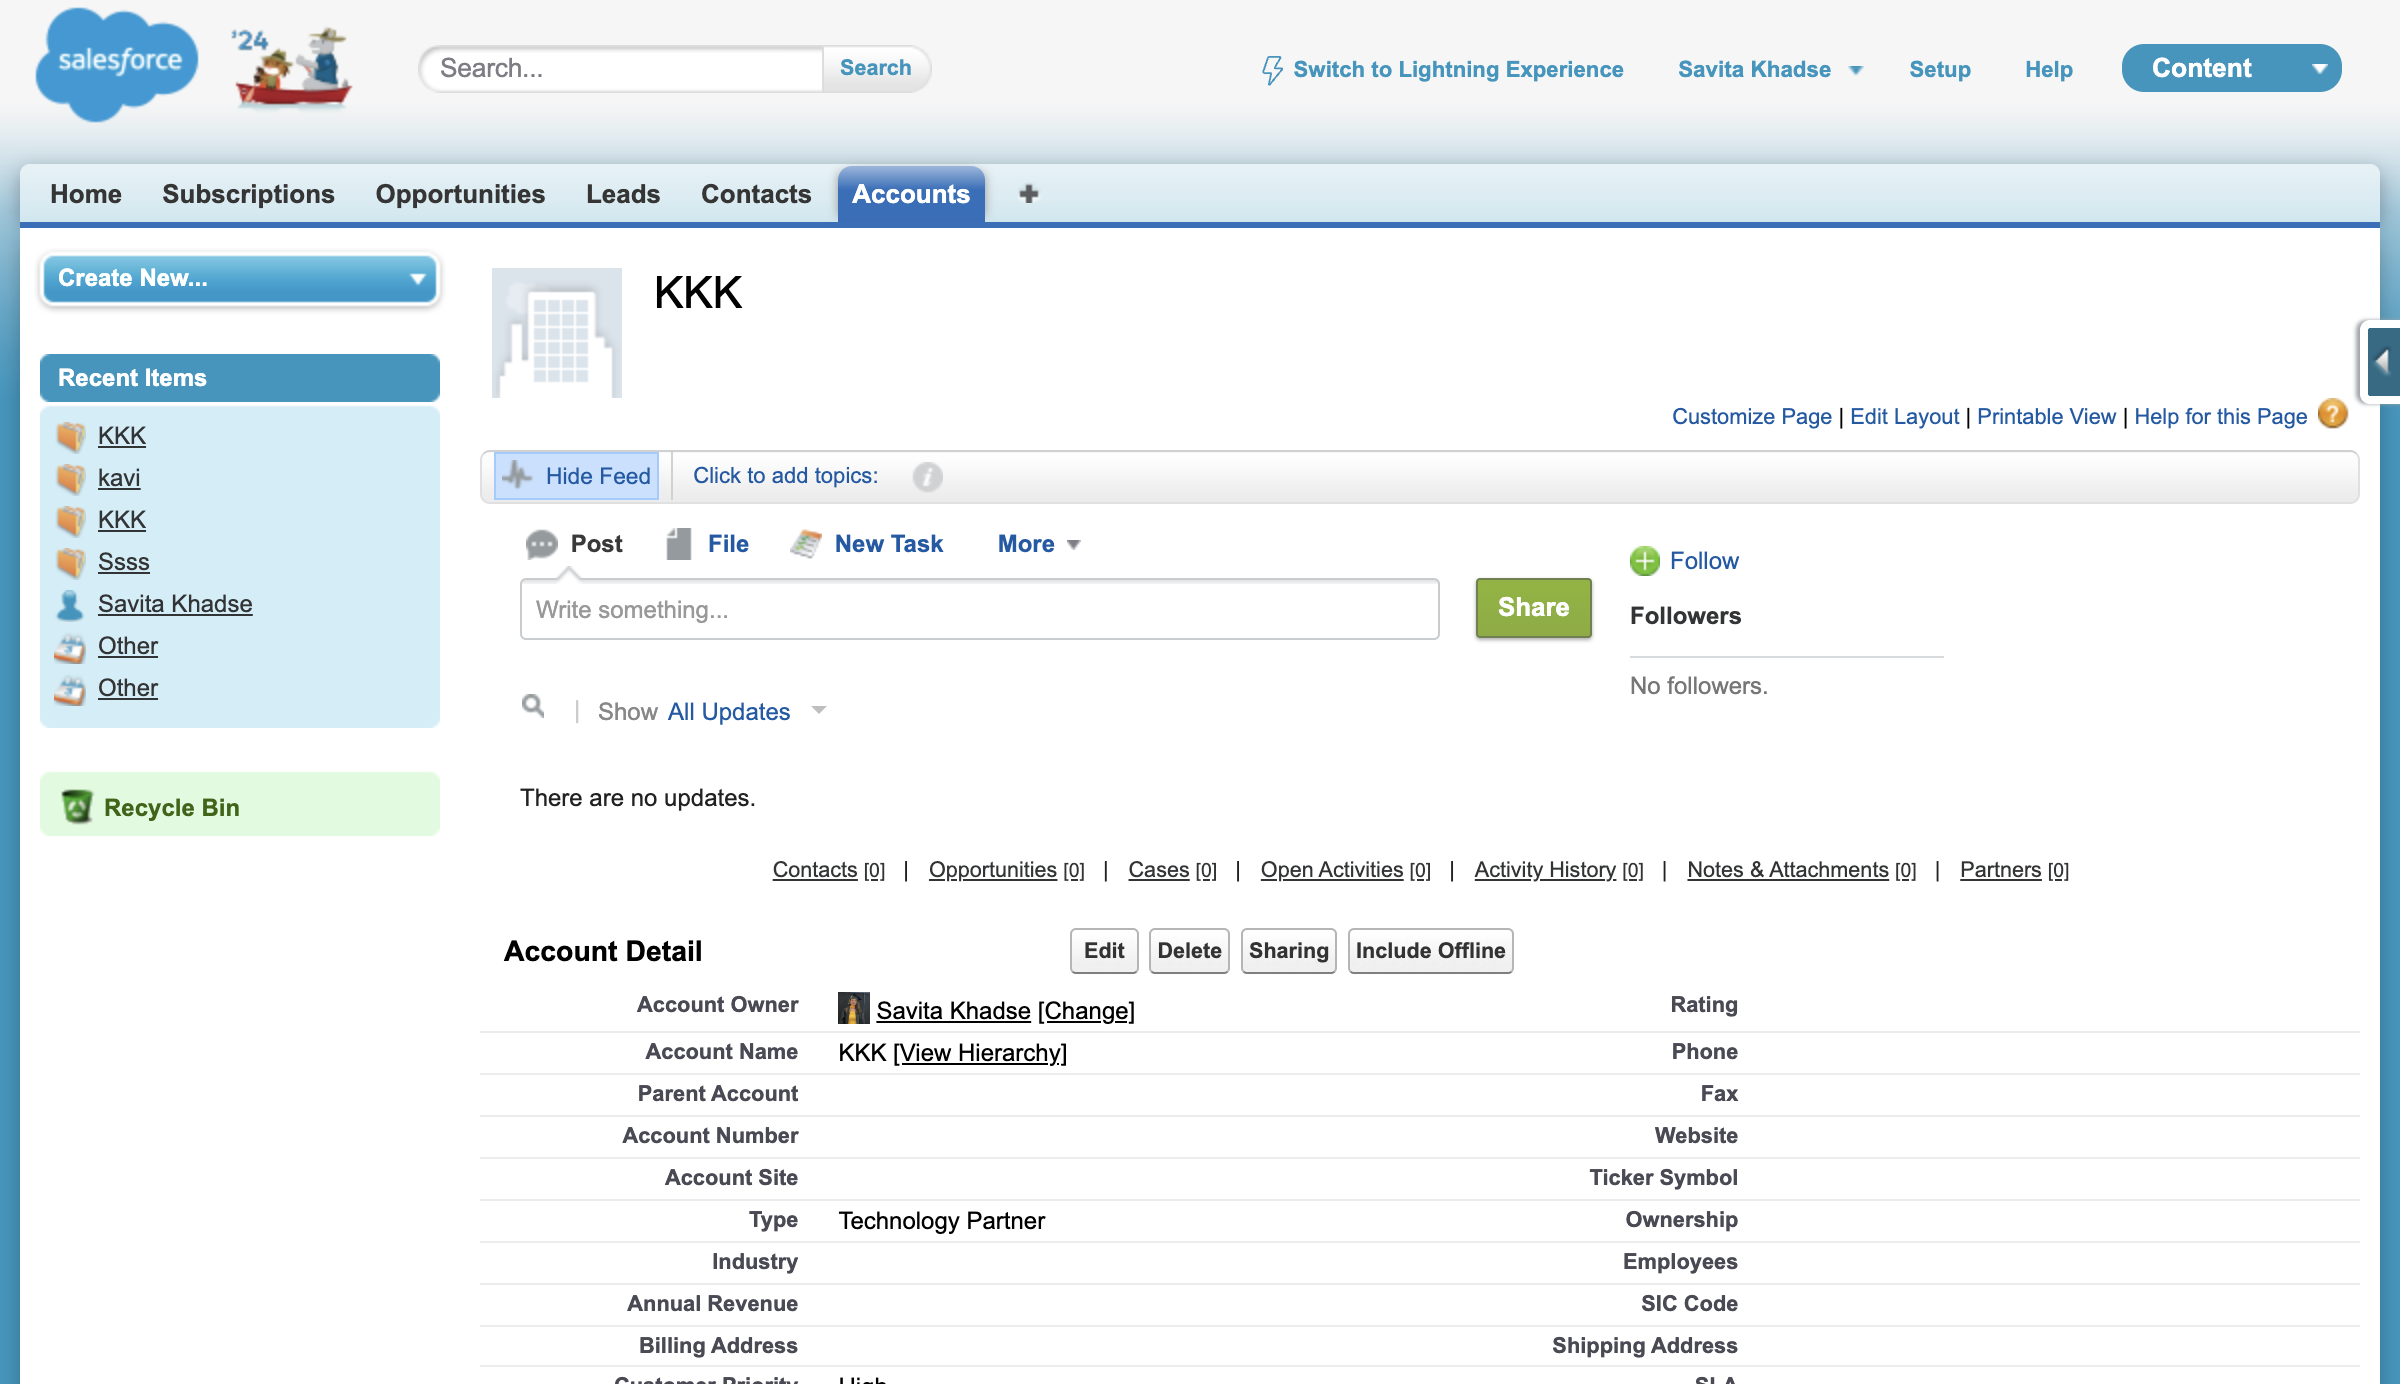 salesforce
'24
Search...
Search
Switch to Lightning Experience
Savita Khadse
Setup
Help
Content
Home
Subscriptions
Opportunities
Leads
Contacts
Accounts
Create New...
Recent Items
KKK
kavi
KKK
Ssss
Savita Khadse
Other
Other
Recycle Bin
KKK
Customize Page | Edit Layout | Printable View | Help for this Page ?
Hide Feed
Click to add topics:
Post
File
New Task
More
Write something...
Share
Follow
Followers
No followers.
Show All Updates
There are no updates.
Contacts [0] | Opportunities [0] | Cases [0] | Open Activities [0] | Activity History [0] | Notes & Attachments [0] | Partners [0]
Account Detail
Edit
Delete
Sharing
Include Offline
Account Owner Savita Khadse [Change] Rating
Account Name KKK [View Hierarchy] Phone
Parent Account Fax
Account Number Website
Account Site Ticker Symbol
Type Technology Partner Ownership
Industry Employees
Annual Revenue SIC Code
Billing Address Shipping Address
Customer Priority High SLA